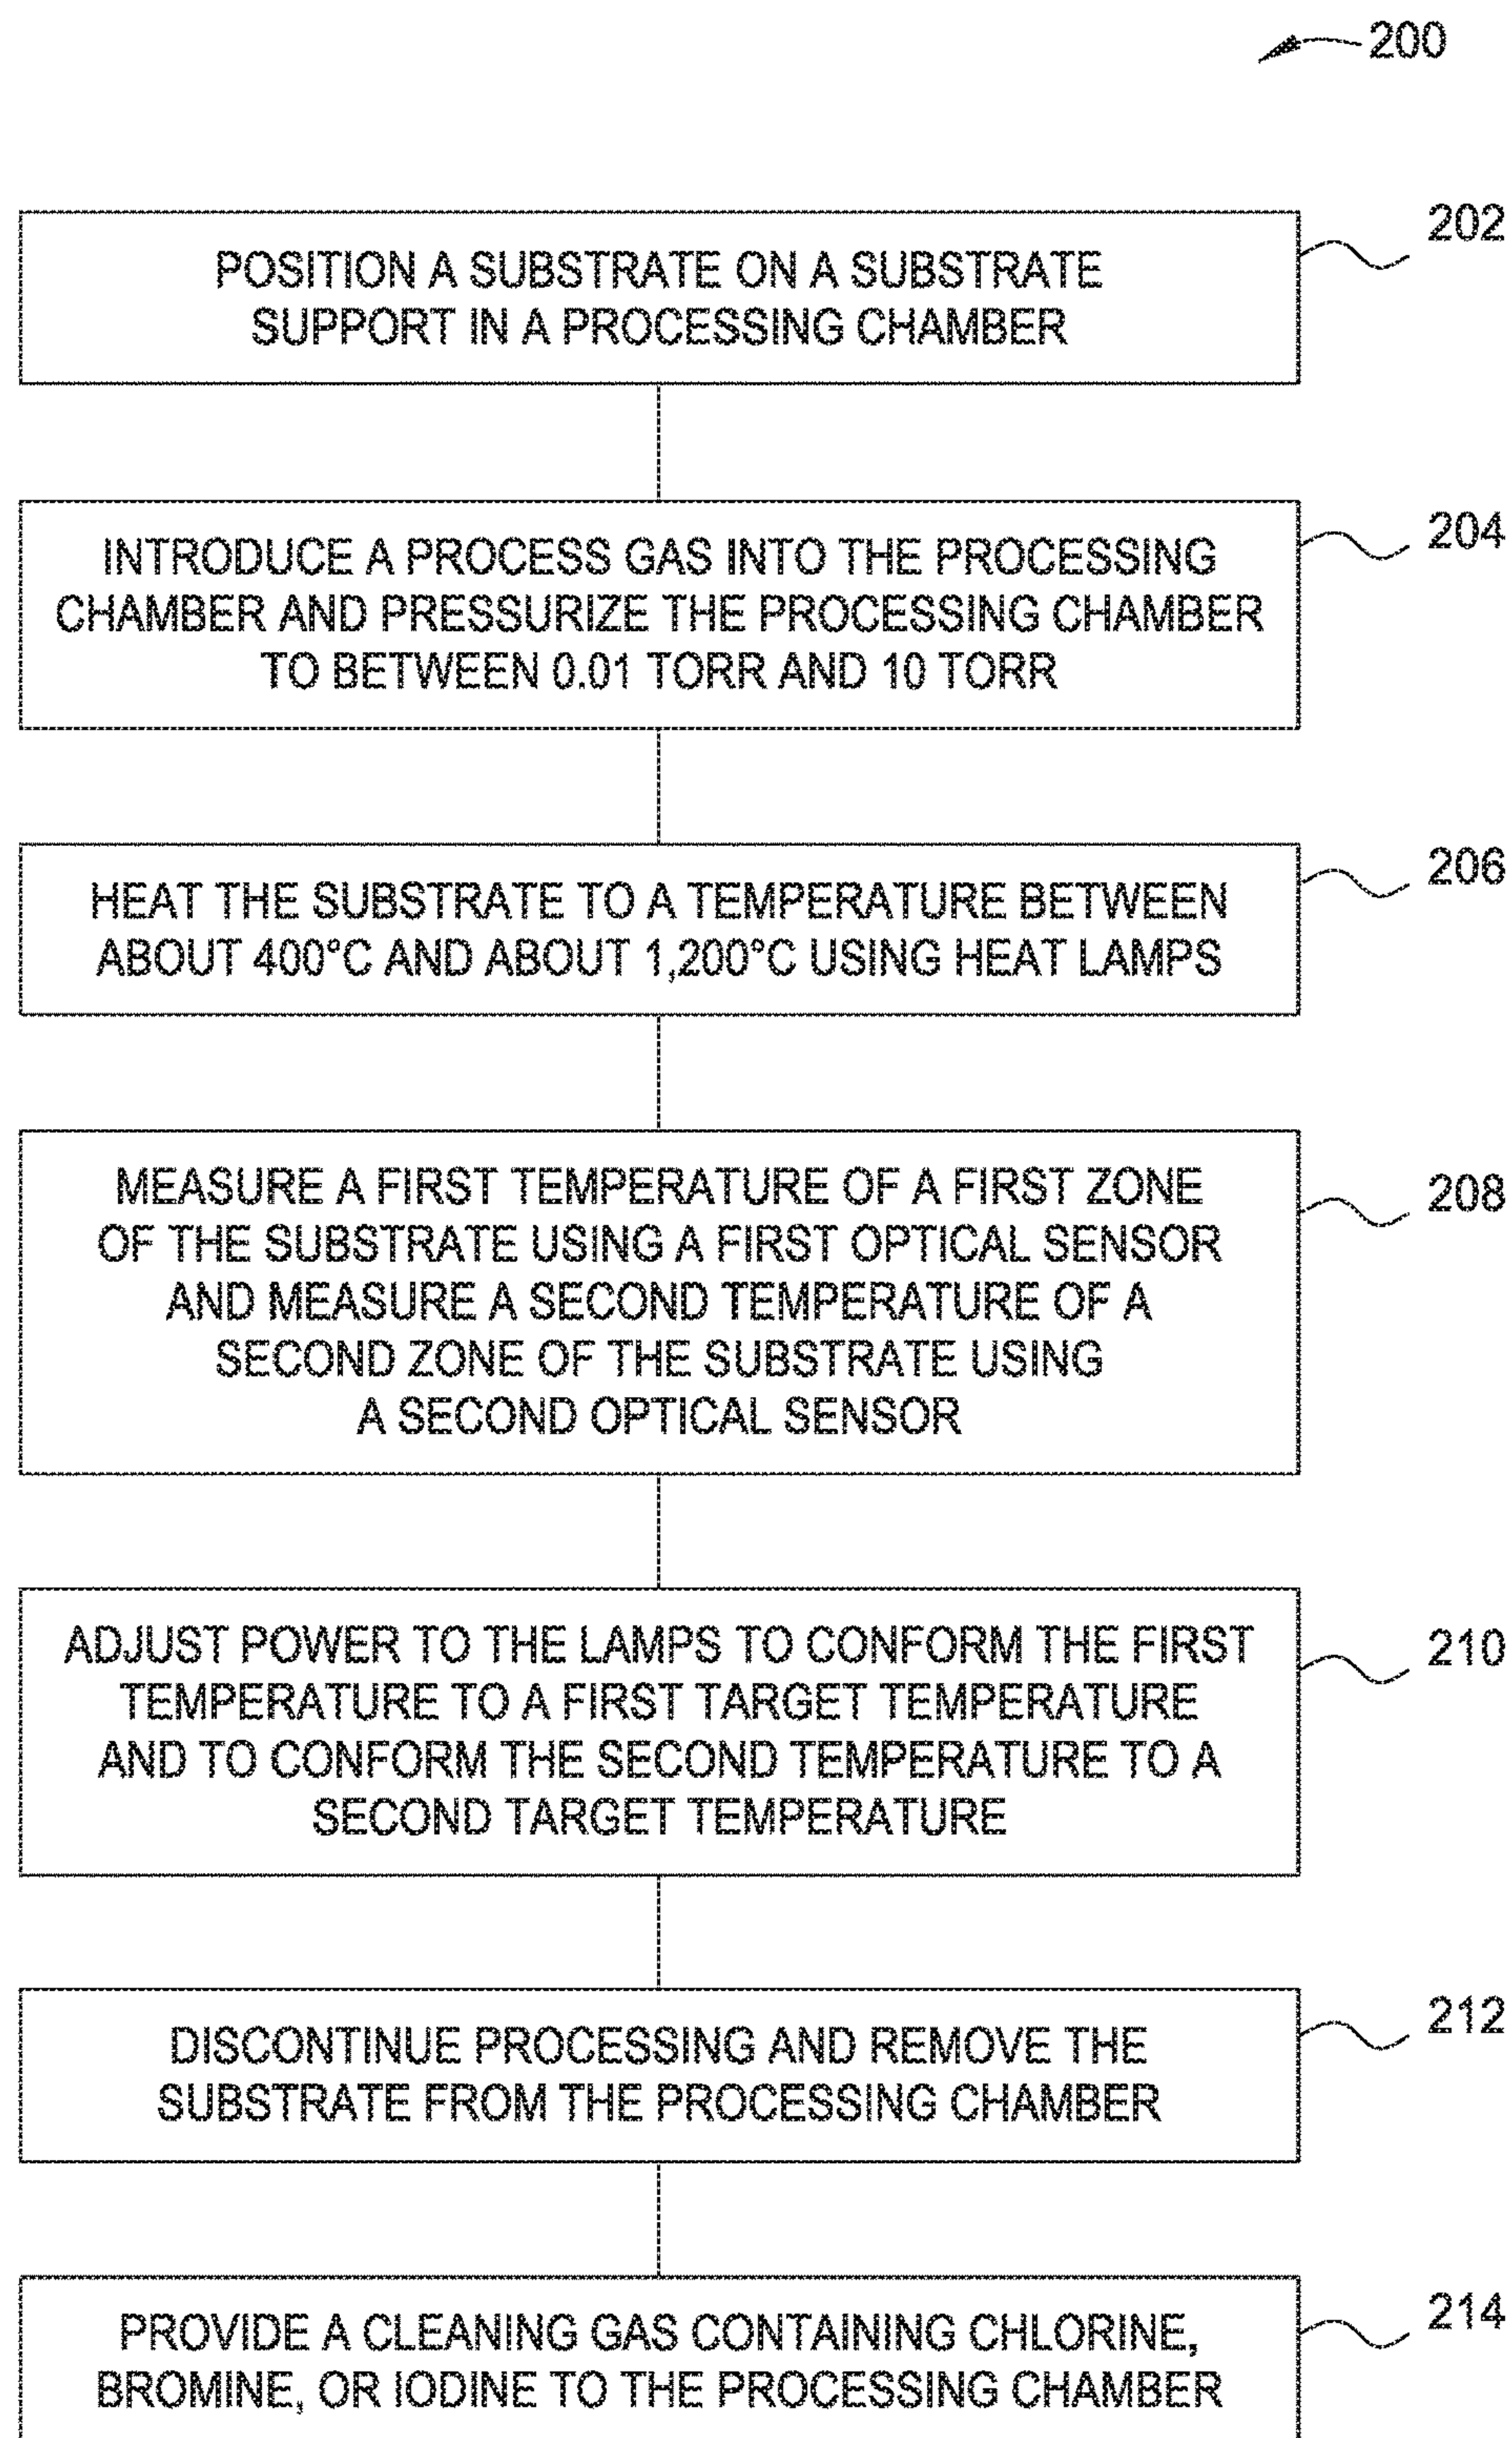 200
202
POSITION A SUBSTRATE ON A SUBSTRATE
SUPPORT IN A PROCESSING CHAMBER
204
INTRODUCE A PROCESS GAS INTO THE PROCESSING
CHAMBER AND PRESSURIZE THE PROCESSING CHAMBER
TO BETWEEN 0.01 TORR AND 10 TORR
206
HEAT THE SUBSTRATE TO A TEMPERATURE BETWEEN
ABOUT 400°C AND ABOUT 1,200°C USING HEAT LAMPS
208
MEASURE A FIRST TEMPERATURE OF A FIRST ZONE
OF THE SUBSTRATE USING A FIRST OPTICAL SENSOR
AND MEASURE A SECOND TEMPERATURE OF A
SECOND ZONE OF THE SUBSTRATE USING
A SECOND OPTICAL SENSOR
210
ADJUST POWER TO THE LAMPS TO CONFORM THE FIRST
TEMPERATURE TO A FIRST TARGET TEMPERATURE
AND TO CONFORM THE SECOND TEMPERATURE TO A
SECOND TARGET TEMPERATURE
212
DISCONTINUE PROCESSING AND REMOVE THE
SUBSTRATE FROM THE PROCESSING CHAMBER
214
PROVIDE A CLEANING GAS CONTAINING CHLORINE,
BROMINE, OR IODINE TO THE PROCESSING CHAMBER